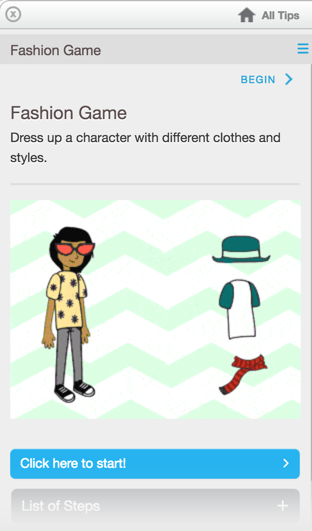 All Tips
Fashion Game
BEGIN
Fashion Game
Dress up a character with different clothes and
styles.
Click here to start!
List of Steps